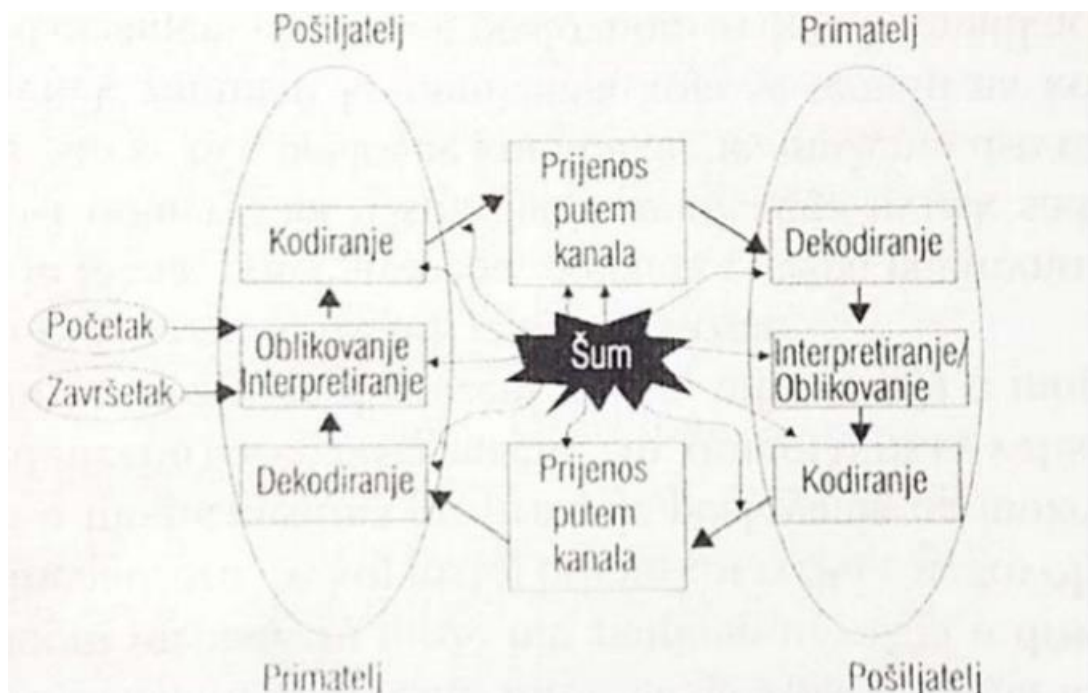 Pošiljatelj
Primatelj
Prijenos
putem
kanala
Kodiranje
Dekodiranje
Početak
Završetak
Oblikovanje
Interpretiranje
Šum
Interpretiranje/
Oblikovanje
Dekodiranje
Prijenos
putem
kanala
Kodiranje
Primatelj
Pošiljatelj